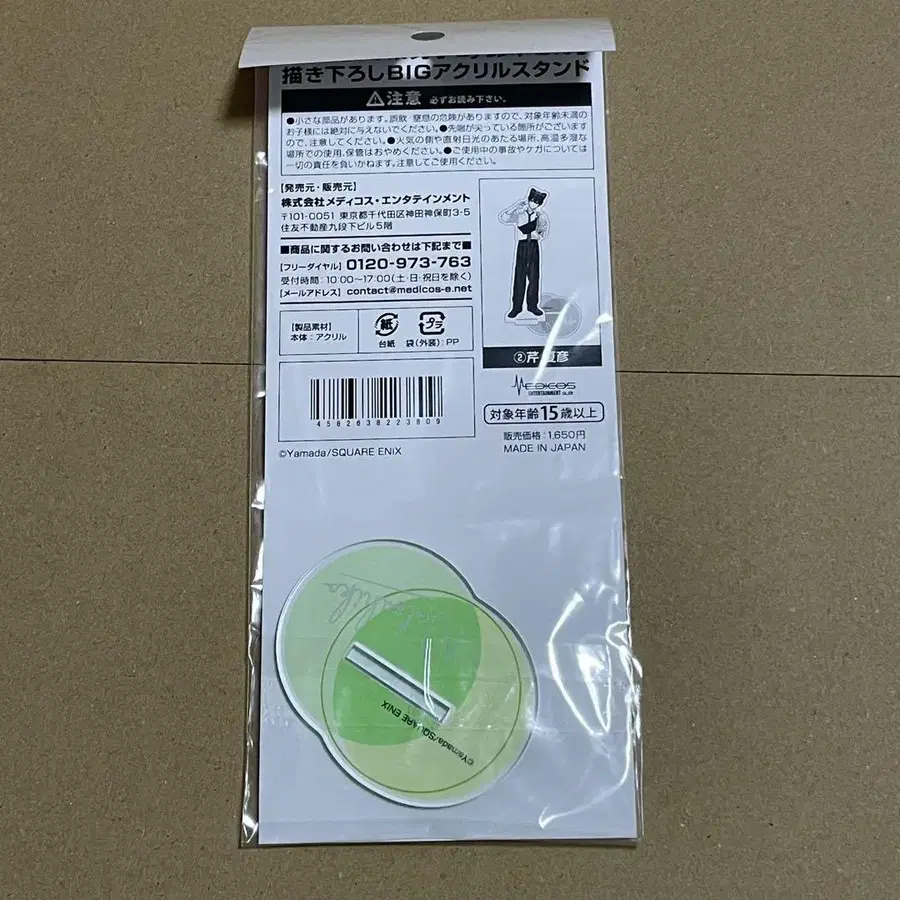 描き下ろしBIGアクリルスタンド
⚠注意 必ずお読み下さい。
●小さな部品があります。誤飲・窒息の危険がありますので、対象年齢未満の
お子様には絶対に与えないでください。●先端が尖っている箇所がございます
ので、注意してください。●火気の側や直射日光のあたる場所、高温多湿な
場所での使用、保管はおやめください。●ご使用中の事故やケガについては
一切の責任を負いかねます。注意してご使用ください。
【発売元・販売元】
株式会社メディコス・エンタテインメント
〒101-0051 東京都千代田区神田神保町3-5
住友不動産九段下ビル5階
■商品に関するお問い合わせは下記まで■
【フリーダイヤル】 0120-973-763
受付時間:10:00〜17:00(土・日・祝日を除く)
【メールアドレス】 contact@medicos-e.net
【製品素材】
本体:アクリル
紙
台紙
プラ
袋(外装):PP
4582638223809
©Yamada/SQUARE ENIX
②芹 夏彦
MEDICOS
ENTERTAINMENT CO.,LTD
対象年齢15歳以上
販売価格:1,650円
MADE IN JAPAN
©Yamada/SQUARE ENIX